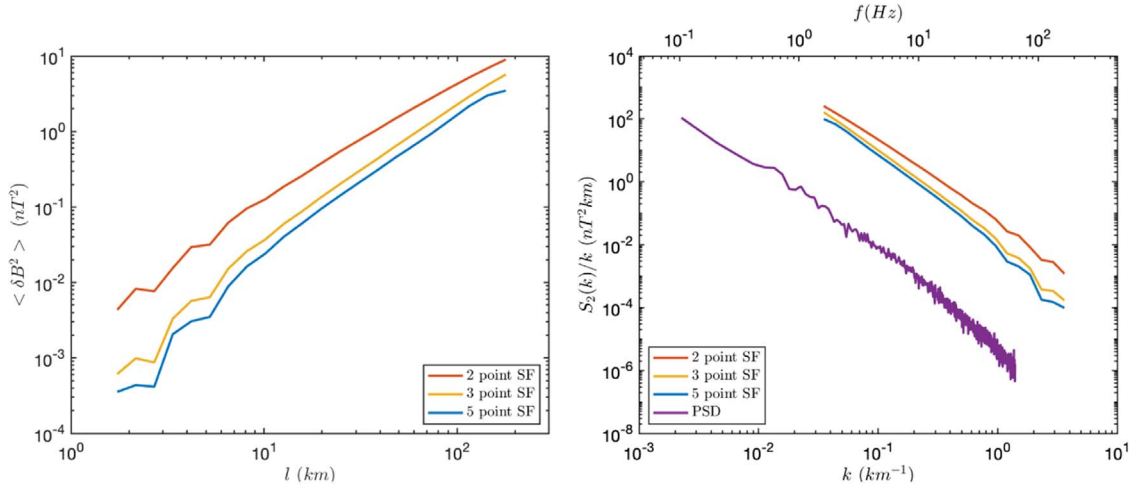 10^1
10^0
10^-1
10^-2
10^-3
10^-4
< δB^2 > (nT^2)
10^0
10^1
10^2
l (km)
2 point SF
3 point SF
5 point SF
f(Hz)
10^-1
10^0
10^1
10^2
10^4
10^2
10^0
10^-2
10^-4
10^-6
10^-8
S_2(k)/k (nT^2km)
2 point SF
3 point SF
5 point SF
PSD
10^-3
10^-2
10^-1
10^0
10^1
k (km^-1)